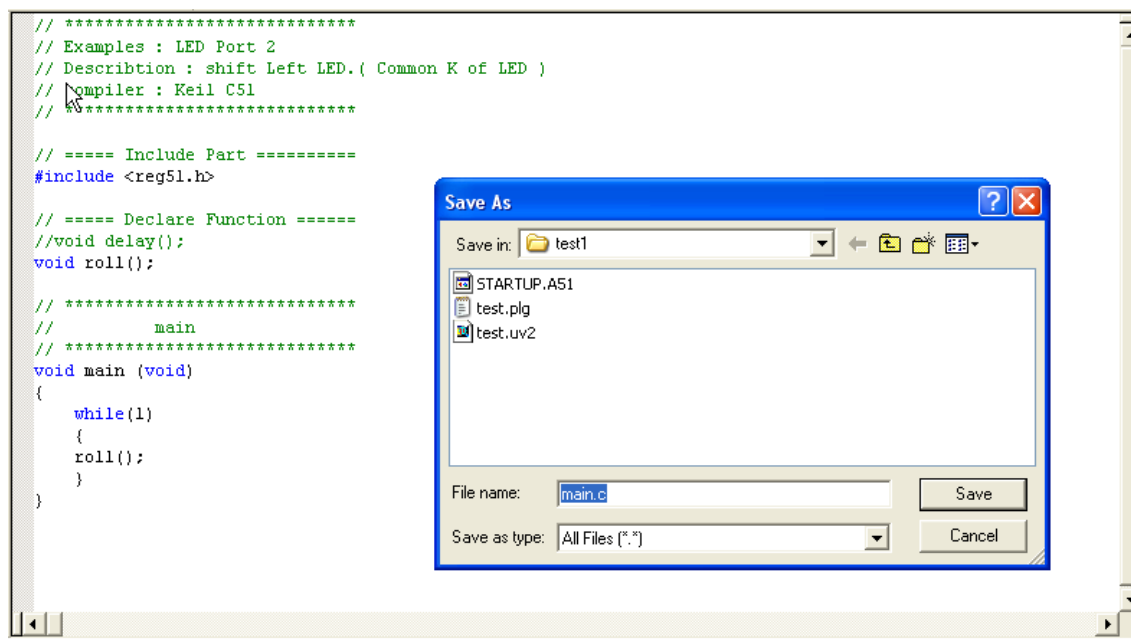 // *****************************
// Examples : LED Port 2
// Describtion : shift Left LED.( Common K of LED )
// Compiler : Keil C51
// *****************************
// ===== Include Part ==========
#include <reg51.h>
// ===== Declare Function ======
//void delay();
void roll();
// *****************************
// main
// *****************************
void main (void)
{
while(1)
{
roll();
}
}
Save As
Save in: test1
STARTUP.A51
test.plg
test.uv2
File name: main.c Save
Save as type: All Files (*.*) Cancel